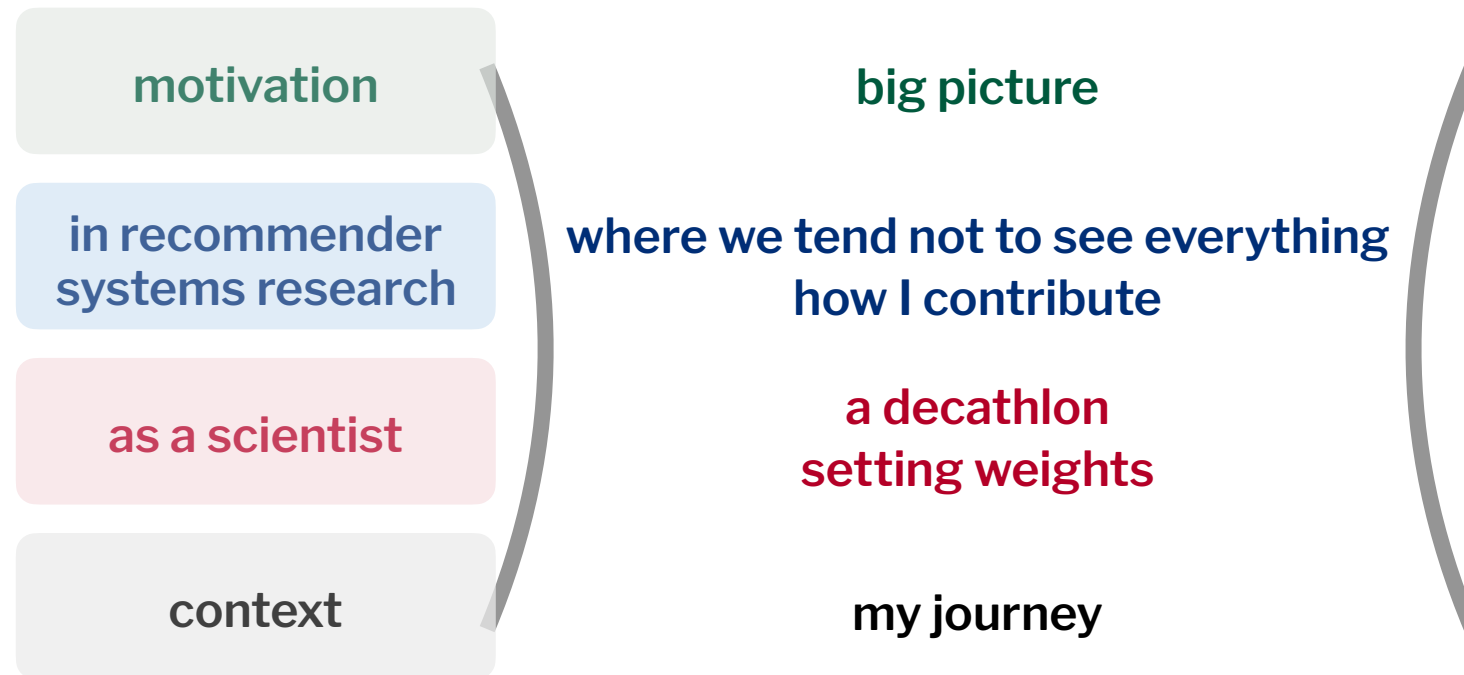 motivation
big picture
in recommender
systems research
where we tend not to see everything
how I contribute
as a scientist
a decathlon
setting weights
context
my journey